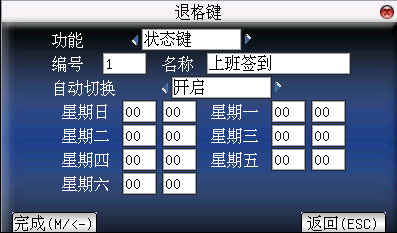 退格键
功能 状态键
编号 1 名称 上班签到
自动切换 开启
星期日 00 00 星期一 00 00
星期二 00 00 星期三 00 00
星期四 00 00 星期五 00 00
星期六 00 00
完成(M/<-) 返回(ESC)